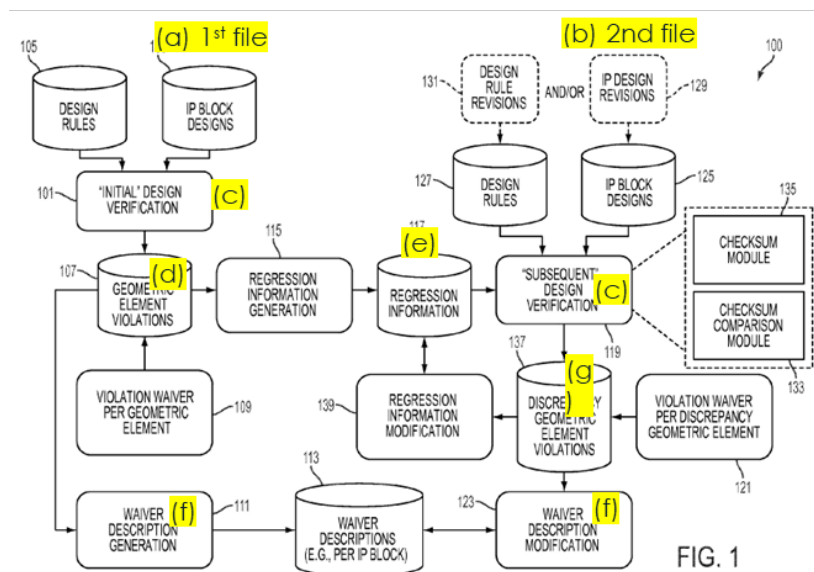 (a) 1st file
(b) 2nd file
100
105
1
131
DESIGN
RULE
REVISIONS
AND/OR
IP DESIGN
REVISIONS
129
DESIGN
RULES
IP BLOCK
DESIGNS
101
"INITIAL" DESIGN
VERIFICATION
(c)
127
DESIGN
RULES
IP BLOCK
DESIGNS
125
135
CHECKSUM
MODULE
CHECKSUM
COMPARISON
MODULE
133
107
(d)
GEOMETRIC
ELEMENT
VIOLATIONS
115
REGRESSION
INFORMATION
GENERATION
(e)
REGRESSION
INFORMATION
"SUBSEQUENT"
DESIGN
VERIFICATION
(c)
119
VIOLATION WAIVER
PER GEOMETRIC
ELEMENT
109
139
REGRESSION
INFORMATION
MODIFICATION
137
(g
)
GEOMETRIC
ELEMENT
VIOLATIONS
VIOLATION WAIVER
PER DISCREPANCY
GEOMETRIC ELEMENT
121
WAIVER
DESCRIPTION
GENERATION
(f)
111
113
WAIVER
DESCRIPTIONS
(E.G., PER IP BLOCK)
123
WAIVER
DESCRIPTION
MODIFICATION
(f)
FIG. 1